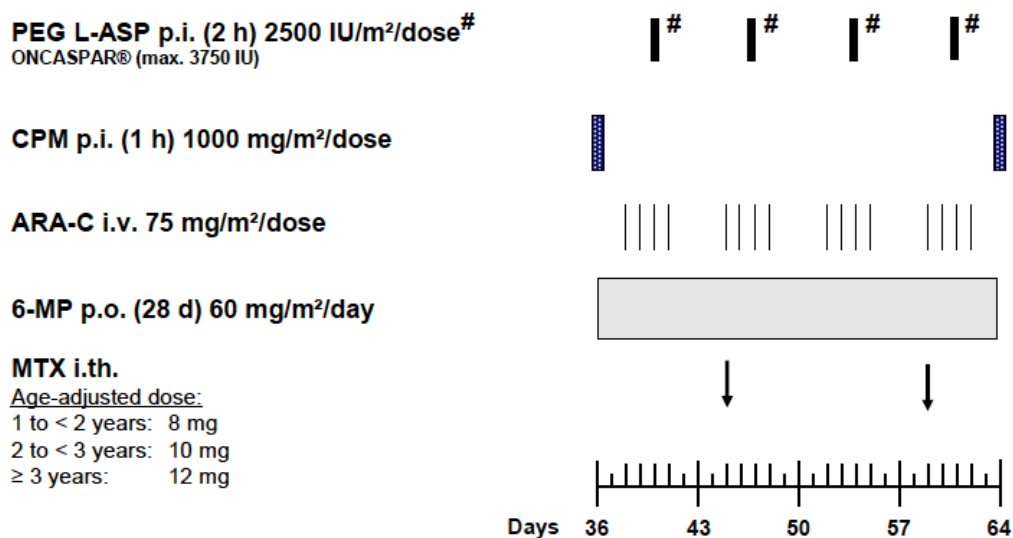 PEG L-ASP p.i. (2 h) 2500 IU/m²/dose#
ONCASPAR® (max. 3750 IU)
# # # #
CPM p.i. (1 h) 1000 mg/m²/dose
ARA-C i.v. 75 mg/m²/dose
6-MP p.o. (28 d) 60 mg/m²/day
MTX i.th.
Age-adjusted dose:
1 to < 2 years: 8 mg
2 to < 3 years: 10 mg
≥ 3 years: 12 mg
Days 36 43 50 57 64